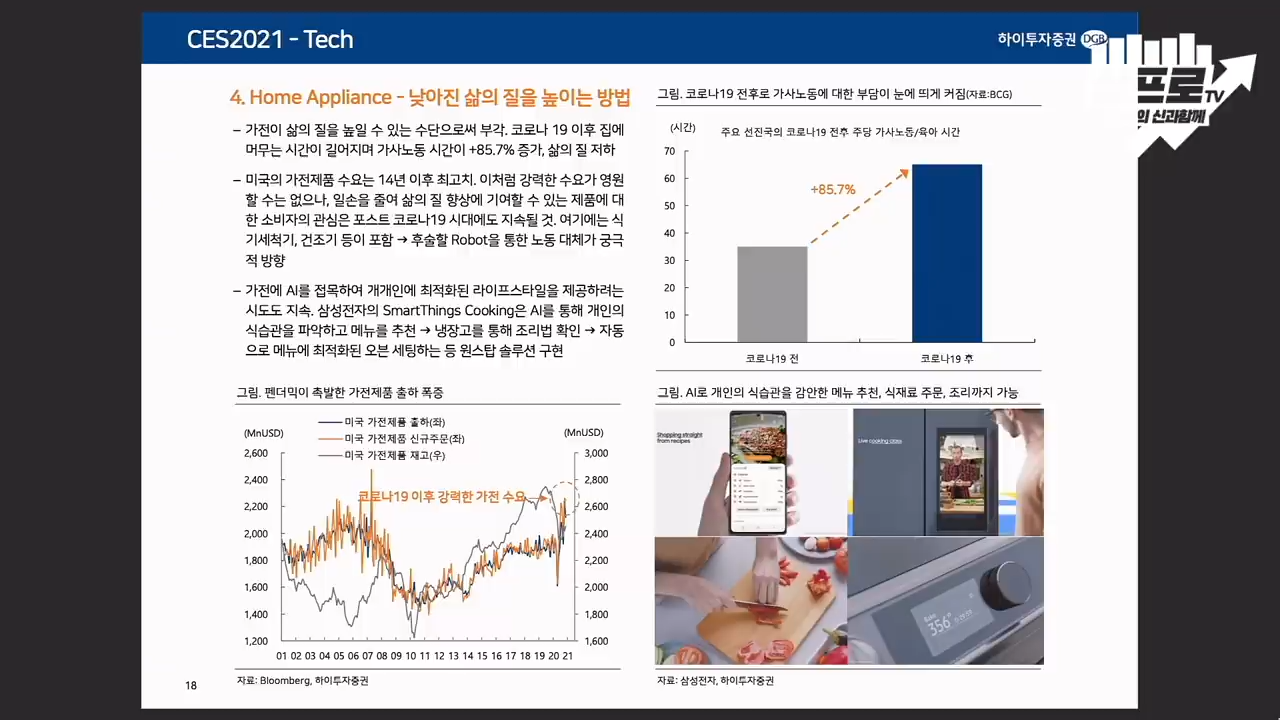 CES2021 - Tech
하이투자증권 DGB
프로TV
의 신과함께
4. Home Appliance - 낮아진 삶의 질을 높이는 방법
– 가전이 삶의 질을 높일 수 있는 수단으로써 부각. 코로나 19 이후 집에
머무는 시간이 길어지며 가사노동 시간이 +85.7% 증가, 삶의 질 저하
– 미국의 가전제품 수요는 14년 이후 최고치. 이처럼 강력한 수요가 영원
할 수는 없으나, 일손을 줄여 삶의 질 향상에 기여할 수 있는 제품에 대
한 소비자의 관심은 포스트 코로나19 시대에도 지속될 것. 여기에는 식
기세척기, 건조기 등이 포함 → 후술할 Robot을 통한 노동 대체가 궁극
적 방향
– 가전에 AI를 접목하여 개개인에 최적화된 라이프스타일을 제공하려는
시도도 지속. 삼성전자의 SmartThings Cooking은 AI를 통해 개인의
식습관을 파악하고 메뉴를 추천 → 냉장고를 통해 조리법 확인 → 자동
으로 메뉴에 최적화된 오븐 세팅하는 등 원스탑 솔루션 구현
그림. 코로나19 전후로 가사노동에 대한 부담이 눈에 띄게 커짐(자료:BCG)
(시간)
주요 선진국의 코로나19 전후 주당 가사노동/육아 시간
70
60
50
40
30
20
10
0
+85.7%
코로나19 전
코로나19 후
그림. 펜더믹이 촉발한 가전제품 출하 폭증
미국 가전제품 출하(좌)
미국 가전제품 신규주문(좌)
미국 가전제품 재고(우)
(MnUSD)
(MnUSD)
2,600
2,400
2,200
2,000
1,800
1,600
1,400
1,200
3,000
2,800
2,600
2,400
2,200
2,000
1,800
1,600
코로나19 이후 강력한 가전 수요
01 02 03 04 05 06 07 08 09 10 11 12 13 14 15 16 17 18 19 20 21
자료: Bloomberg, 하이투자증권
그림. AI로 개인의 식습관을 감안한 메뉴 추천, 식재료 주문, 조리까지 가능
Shopping straight
from recipes
Live cooking class
356
자료: 삼성전자, 하이투자증권
18